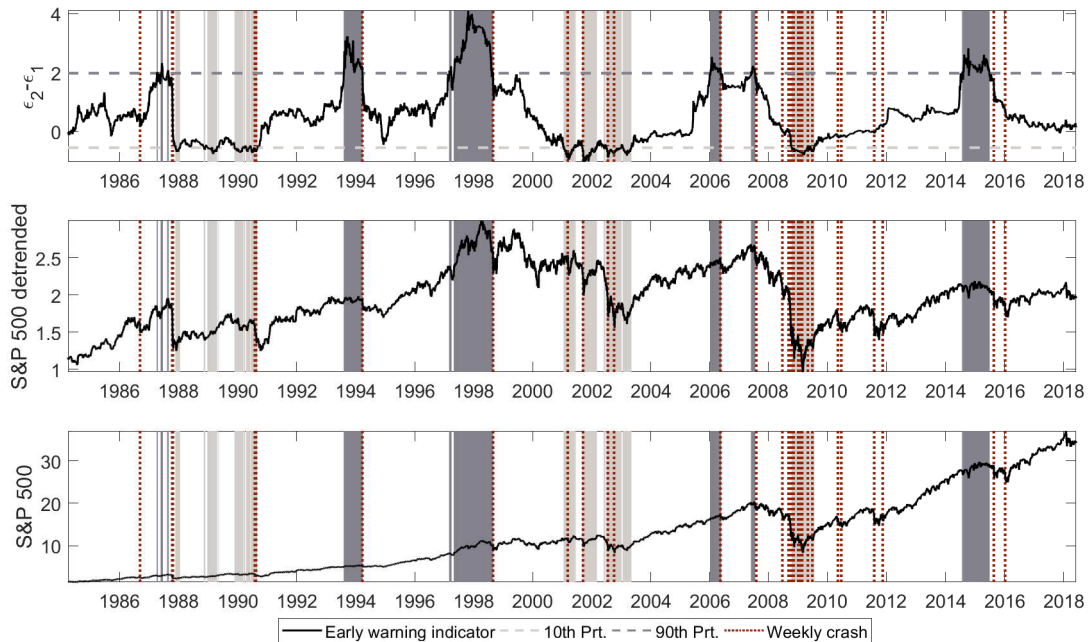 ϵ2-ϵ1
4
2
0
1986 1988 1990 1992 1994 1996 1998 2000 2002 2004 2006 2008 2010 2012 2014 2016 2018
S&P 500 detrended
2.5
2
1.5
1
1986 1988 1990 1992 1994 1996 1998 2000 2002 2004 2006 2008 2010 2012 2014 2016 2018
S&P 500
30
20
10
1986 1988 1990 1992 1994 1996 1998 2000 2002 2004 2006 2008 2010 2012 2014 2016 2018
Early warning indicator 10th Prt. 90th Prt. Weekly crash